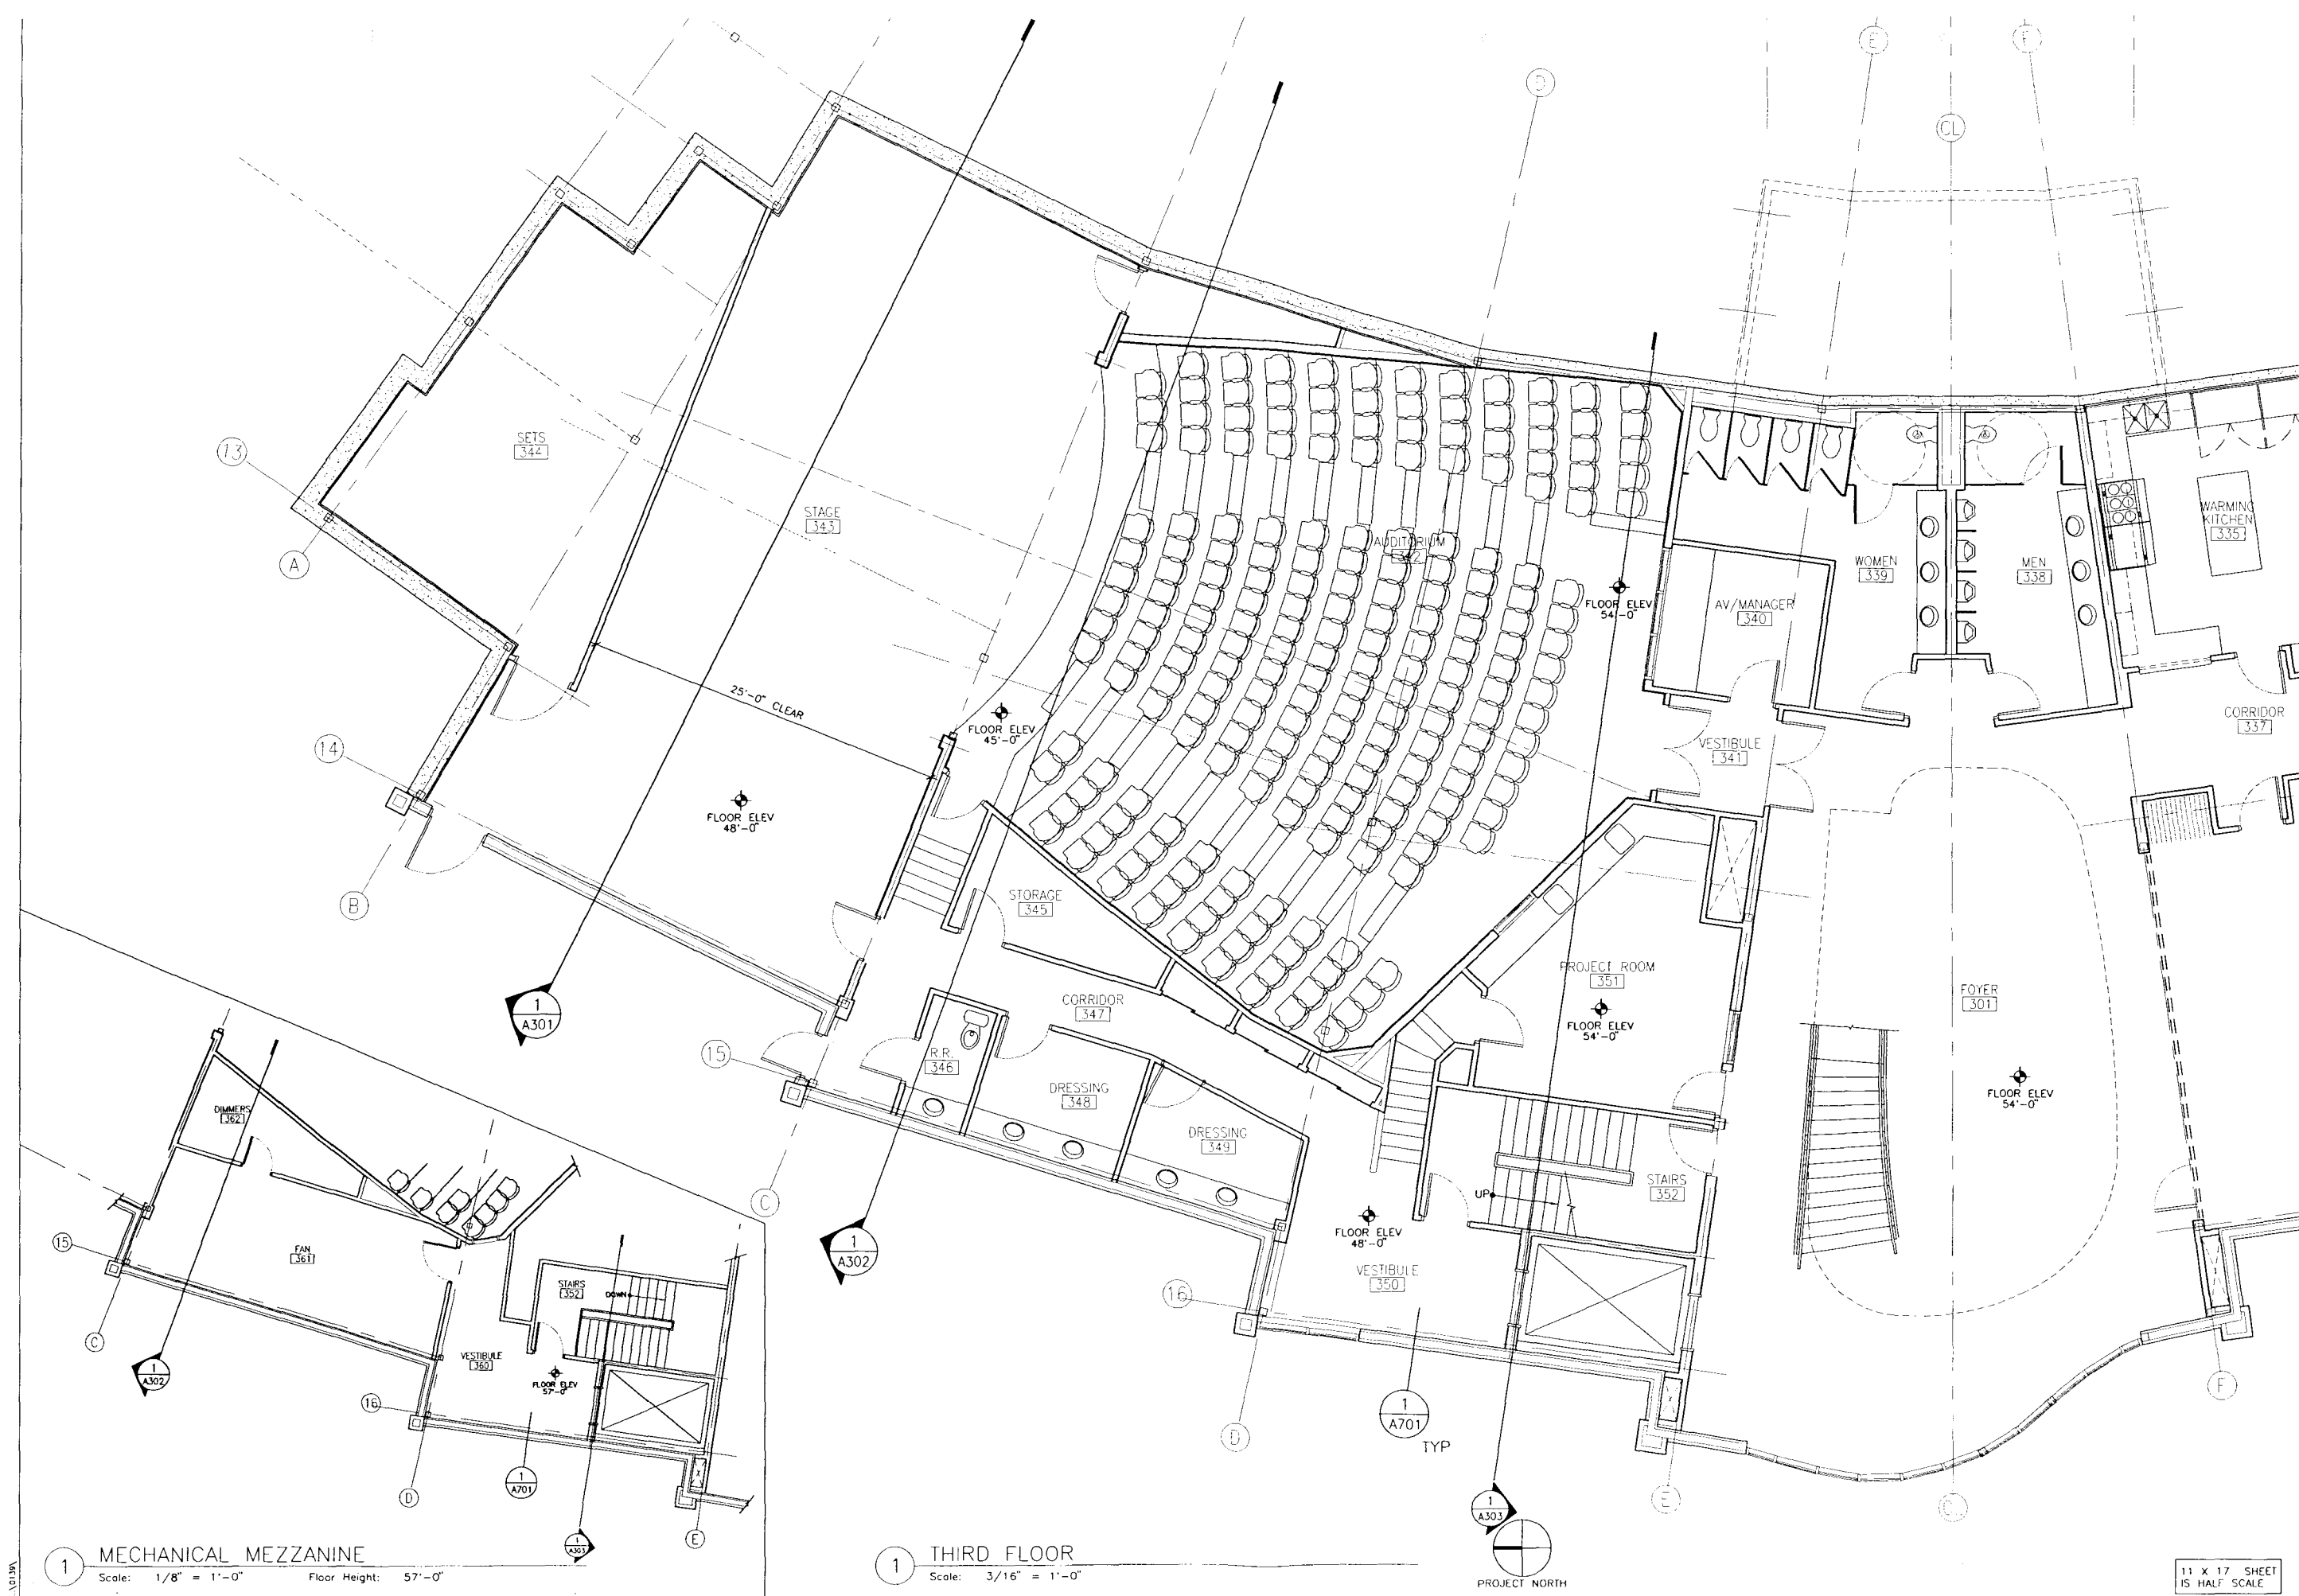 E
F
D
CL
SETS
344
13
STAGE
343
AUDITORIUM
342
WARMING
KITCHEN
335
WOMEN
339
MEN
338
A
FLOOR ELEV
54'-0"
AV/MANAGER
340
25'-0" CLEAR
FLOOR ELEV
45'-0"
CORRIDOR
337
14
VESTIBULE
341
FLOOR ELEV
48'-0"
B
STORAGE
345
PROJECT ROOM
351
FLOOR ELEV
54'-0"
FOYER
301
1
A301
CORRIDOR
347
15
R.R.
346
DRESSING
348
FLOOR ELEV
54'-0"
DIMMERS
362
DRESSING
349
STAIRS
352
UP
C
FLOOR ELEV
48'-0"
15
FAN
361
1
A302
VESTIBULE
350
STAIRS
352
DOWN
16
C
VESTIBULE
360
1
A302
FLOOR ELEV
57'-0"
F
16
1
A701
TYP
D
1
A701
D
E
1
A303
E
1
A303
1
MECHANICAL MEZZANINE
Scale: 1/8" = 1'-0" Floor Height: 57'-0"
1
THIRD FLOOR
Scale: 3/16" = 1'-0"
PROJECT NORTH
11 X 17 SHEET
IS HALF SCALE